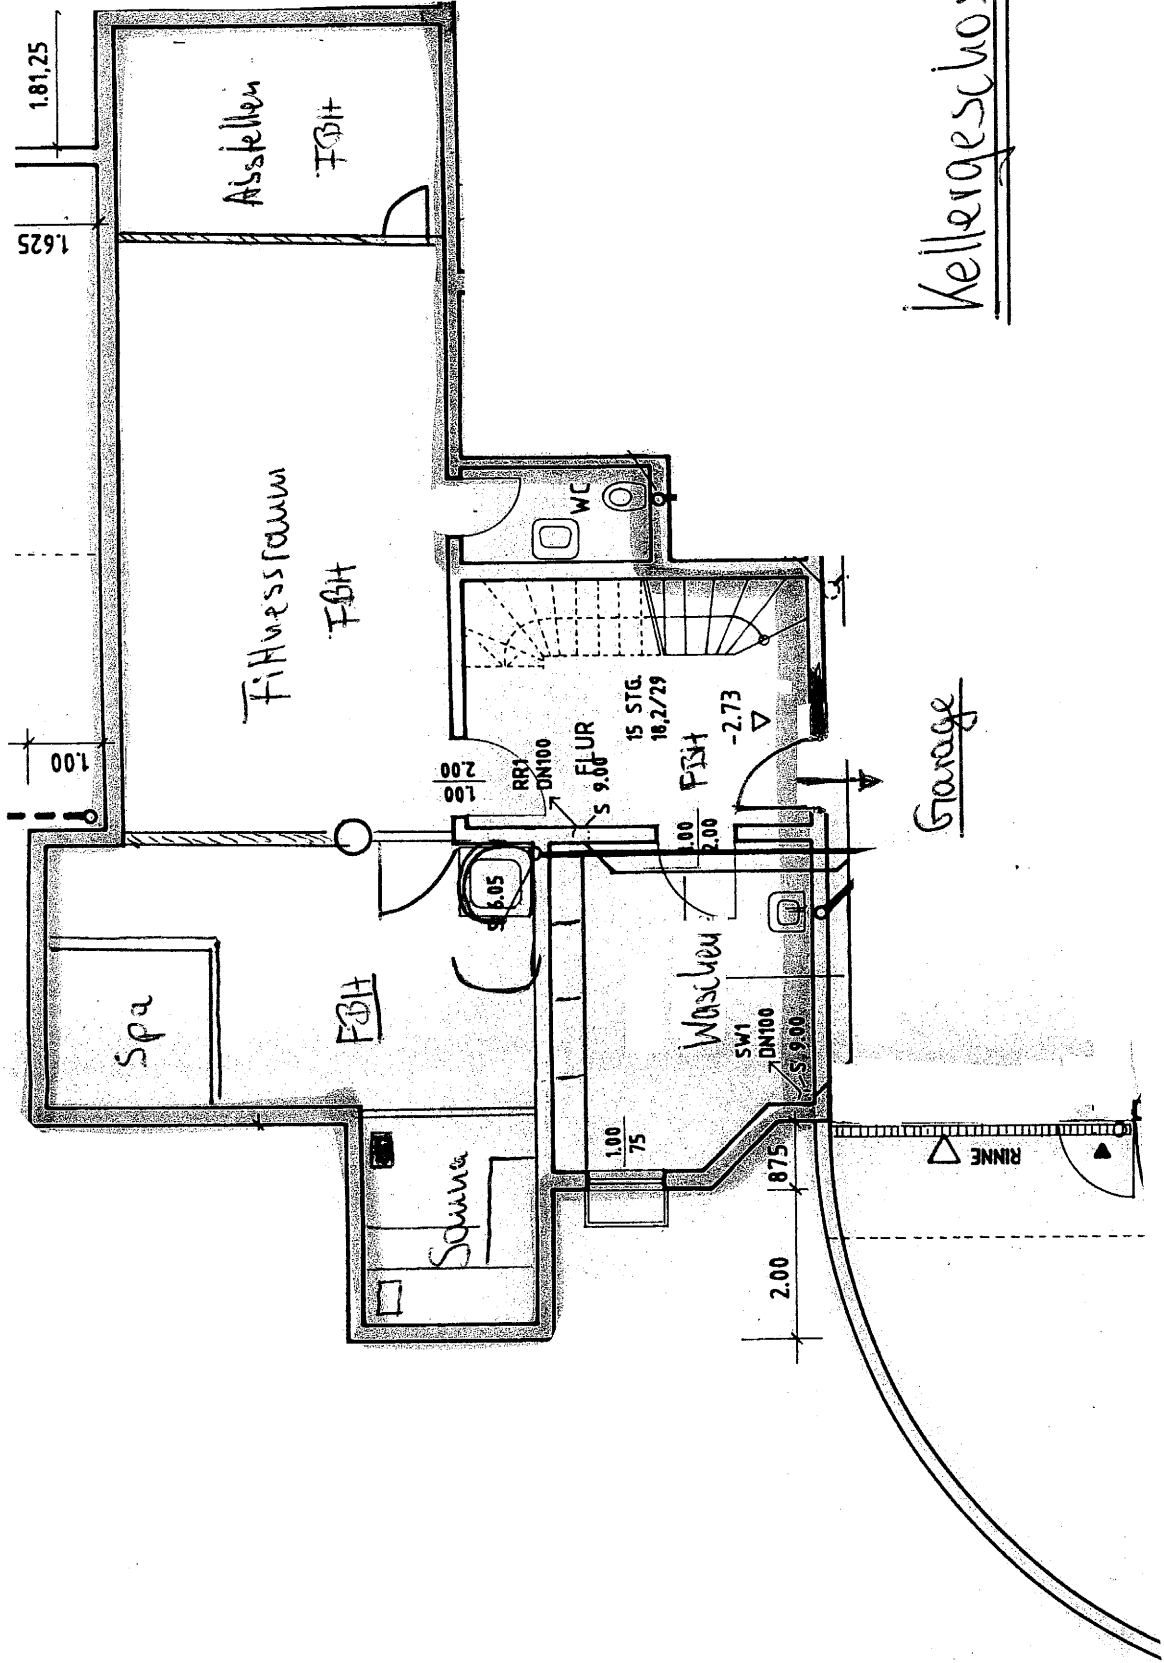 Kellergeschos
1.81,25
1.625
1.00
Abstellen
FBH
Fittnessraum
FBH
WC
1.00
2.00
RR1
DN100
FLUR
S 9.00
15 STG.
18,2/29
FBH
-2.73
1.00
2.00
Garage
Spa
FBH
Sauna
Waschen
SW1
DN100
S 9.00
1.00
75
875
2.00
RINNE